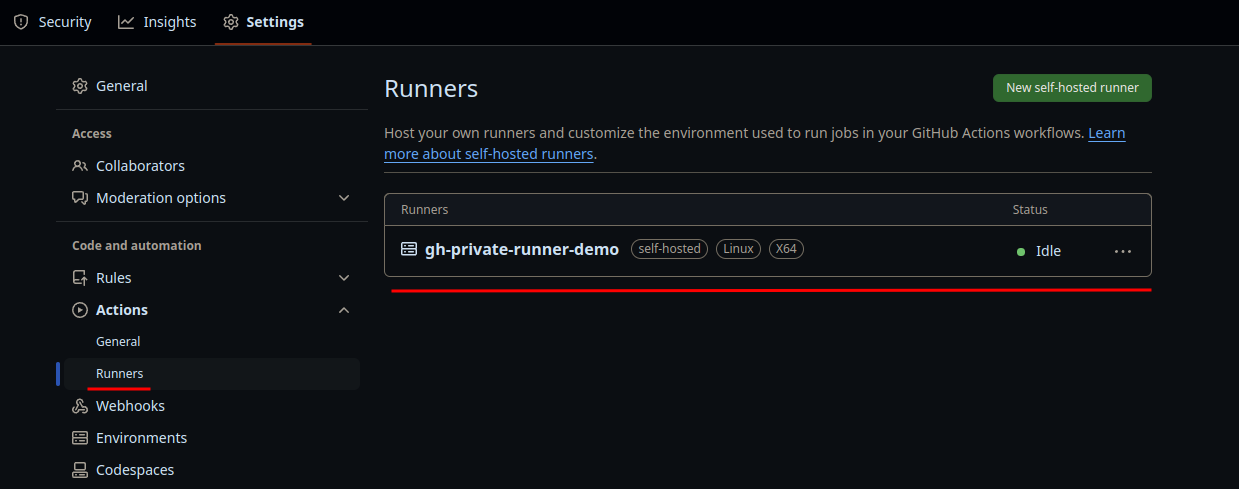 Security Insights Settings
General
Access
Collaborators
Moderation options
Code and automation
Rules
Actions
General
Runners
Webhooks
Environments
Codespaces
Runners
New self-hosted runner
Host your own runners and customize the environment used to run jobs in your GitHub Actions workflows. Learn
more about self-hosted runners.
Runners Status
gh-private-runner-demo self-hosted Linux X64 Idle